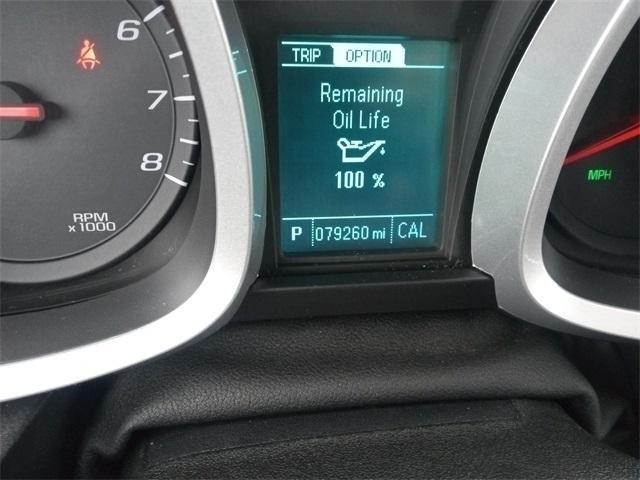 6
7
8
RPM
x1000
TRIP OPTION
Remaining
Oil Life
100 %
P 079260 mi CAL
MPH